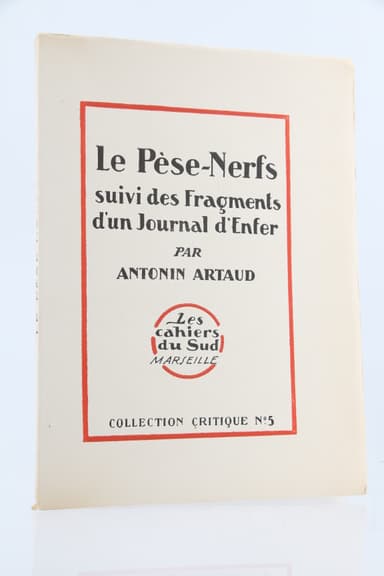 Le Pèse-Nerfs
suivi des Fragments
d'un Journal d'Enfer
PAR
ANTONIN ARTAUD
Les
cahiers
du Sud
MARSEILLE
COLLECTION CRITIQUE Nº5